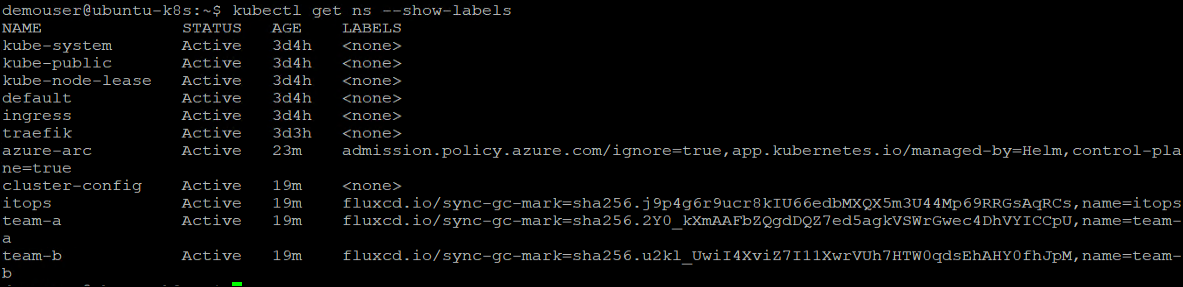 demouser@ubuntu-k8s:~$ kubectl get ns --show-labels
NAME STATUS AGE LABELS
kube-system Active 3d4h <none>
kube-public Active 3d4h <none>
kube-node-lease Active 3d4h <none>
default Active 3d4h <none>
ingress Active 3d4h <none>
traefik Active 3d3h <none>
azure-arc Active 23m admission.policy.azure.com/ignore=true,app.kubernetes.io/managed-by=Helm,control-pla
ne=true
cluster-config Active 19m <none>
itops Active 19m fluxcd.io/sync-gc-mark=sha256.j9p4g6r9ucr8kIU66edbMXQX5m3U44Mp69RRGsAqRCs,name=itops
team-a Active 19m fluxcd.io/sync-gc-mark=sha256.2Y0_kXmAAFbZQgdDQZ7ed5agkVSWrGwec4DhVYICCpU,name=team-
a
team-b Active 19m fluxcd.io/sync-gc-mark=sha256.u2kl_UwiI4XviZ7I11XwrVUh7HTW0qdsEhAHY0fhJpM,name=team-
b